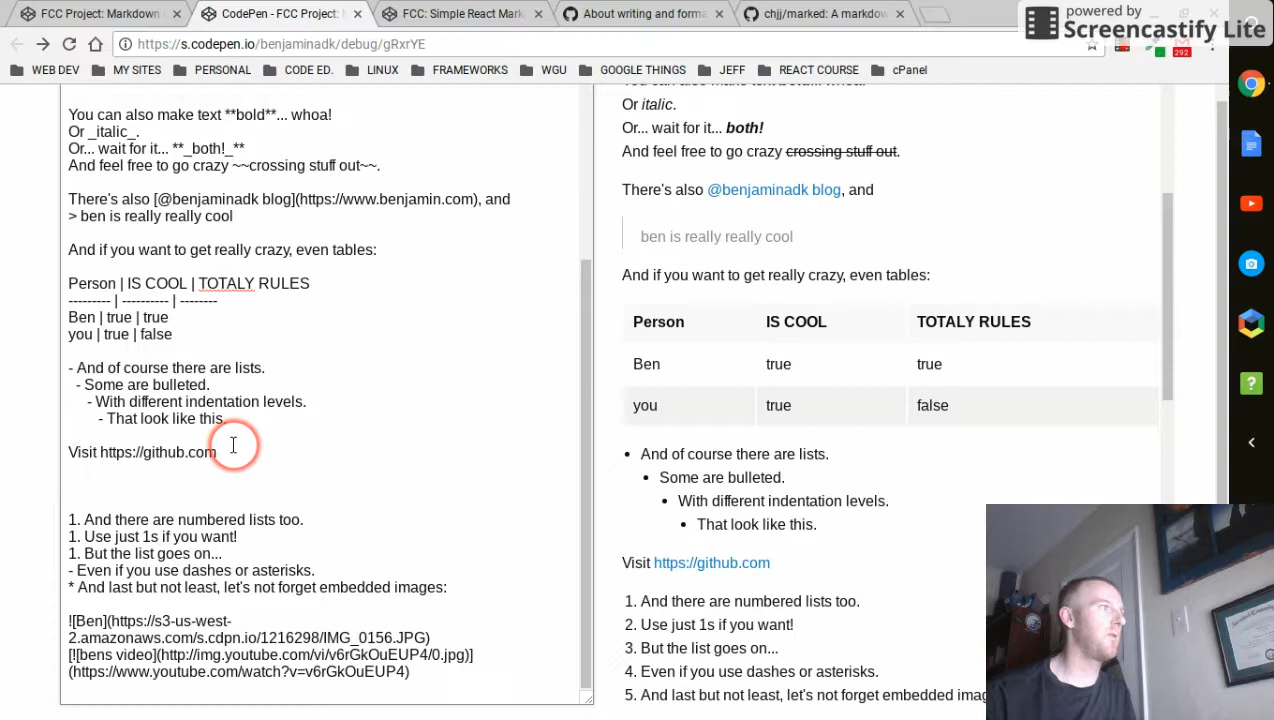 FCC Project: Markdown
CodePen - FCC Project:
FCC: Simple React Mark
About writing and forma
chjj/marked: A markdow
powered by
Screencastify Lite
https://s.codepen.io/benjaminadk/debug/gRxrYE
292
WEB DEV
MY SITES
PERSONAL
CODE ED.
LINUX
FRAMEWORKS
WGU
GOOGLE THINGS
JEFF
REACT COURSE
cPanel
You can also make text **bold**... whoa!
Or _italic_.
Or... wait for it... **_both!_**
And feel free to go crazy ~~crossing stuff out~~.
There's also [@benjaminadk blog](https://www.benjamin.com), and
> ben is really really cool
And if you want to get really crazy, even tables:
Person | IS COOL | TOTALY RULES
--------- | ---------- | --------
Ben | true | true
you | true | false
- And of course there are lists.
- Some are bulleted.
- With different indentation levels.
- That look like this.
Visit https://github.com
1. And there are numbered lists too.
1. Use just 1s if you want!
1. But the list goes on...
- Even if you use dashes or asterisks.
* And last but not least, let's not forget embedded images:
![Ben](https://s3-us-west-
2.amazonaws.com/s.cdpn.io/1216298/IMG_0156.JPG)
[![bens video](http://img.youtube.com/vi/v6rGkOuEUP4/0.jpg)]
(https://www.youtube.com/watch?v=v6rGkOuEUP4)
You can also make text bold... whoa!
Or italic.
Or... wait for it... both!
And feel free to go crazy crossing stuff out.
There's also @benjaminadk blog, and
ben is really really cool
And if you want to get really crazy, even tables:
Person IS COOL TOTALY RULES
Ben true true
you true false
• And of course there are lists.
• Some are bulleted.
• With different indentation levels.
• That look like this.
Visit https://github.com
1. And there are numbered lists too.
2. Use just 1s if you want!
3. But the list goes on...
4. Even if you use dashes or asterisks.
5. And last but not least, let's not forget embedded imag